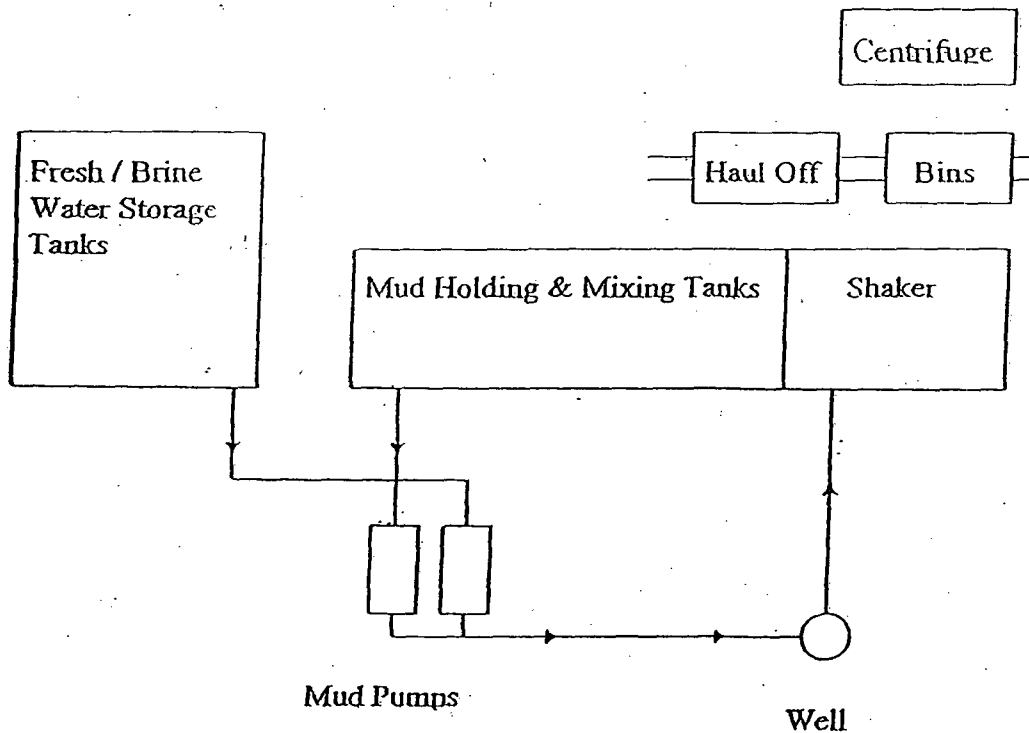 Centrifuge
Fresh / Brine
Water Storage
Tanks
Haul Off
Bins
Mud Holding & Mixing Tanks
Shaker
Mud Pumps
Well